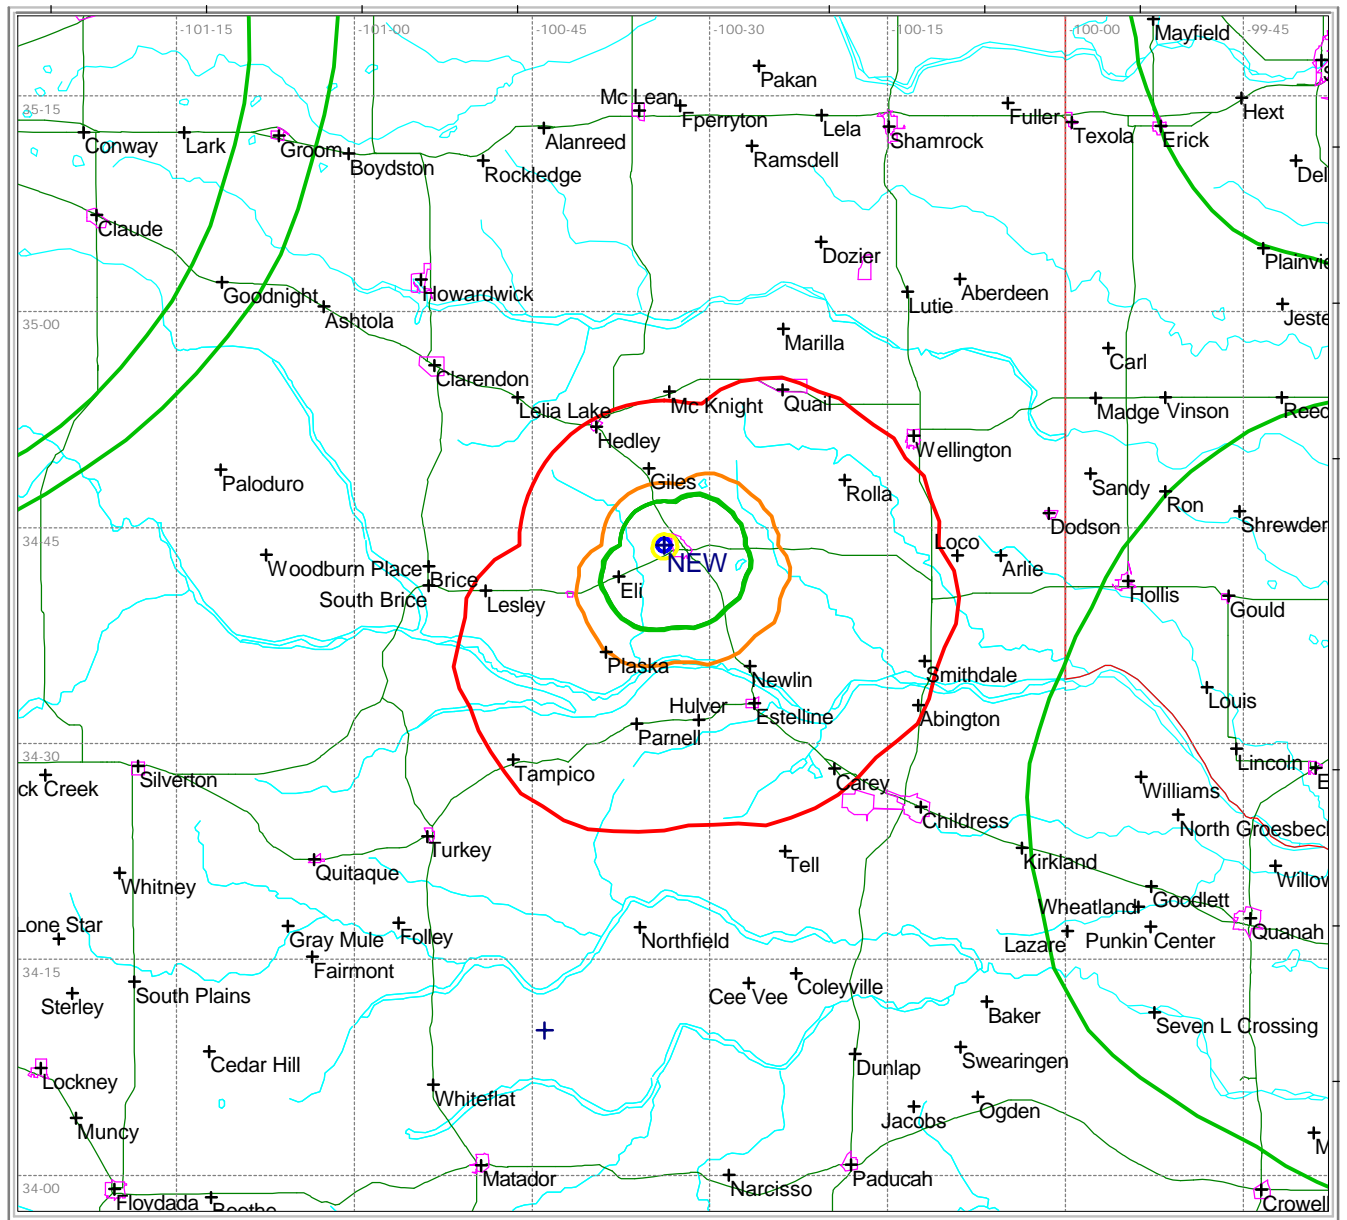 -101-15 -101-00 -100-45 -100-30 -100-15 -100-00 -99-45
Mayfield
Pakan
35-15
Mc Lean
Fperryton
Lela
Fuller
Hext
Conway
Lark
Groom
Boydston
Alanreed
Rockledge
Ramsdell
Shamrock
Texola
Erick
Del
Claude
Dozier
Plainvie
Goodnight
Howardwick
Ashtola
Aberdeen
Lutie
Jeste
35-00
Marilla
Carl
Clarendon
Lelia Lake
Mc Knight
Quail
Madge
Vinson
Reed
Hedley
Wellington
Paloduro
Giles
Rolla
Sandy
Ron
Dodson
Shrewder
34-45
NEW
Loco
Arlie
Woodburn Place
Brice
South Brice
Lesley
Eli
Hollis
Gould
Plaska
Newlin
Smithdale
Louis
Hulver
Estelline
Parnell
Abington
34-30
Silverton
Tampico
Carey
Lincoln
E
ck Creek
Williams
Childress
North Groesbec
Turkey
Quitaque
Tell
Kirkland
Whitney
Willow
Goodlett
Wheatland
Lone Star
Gray Mule
Folley
Northfield
Lazare
Punkin Center
Quanah
Fairmont
34-15
Sterley
South Plains
Cee Vee
Coleyville
Baker
Seven L Crossing
Cedar Hill
Swearingen
Lockney
Dunlap
Whiteflat
Jacobs
Ogden
Muncy
M
34-00
Matador
Narcisso
Paducah
Floydada
Boothe
Crowell